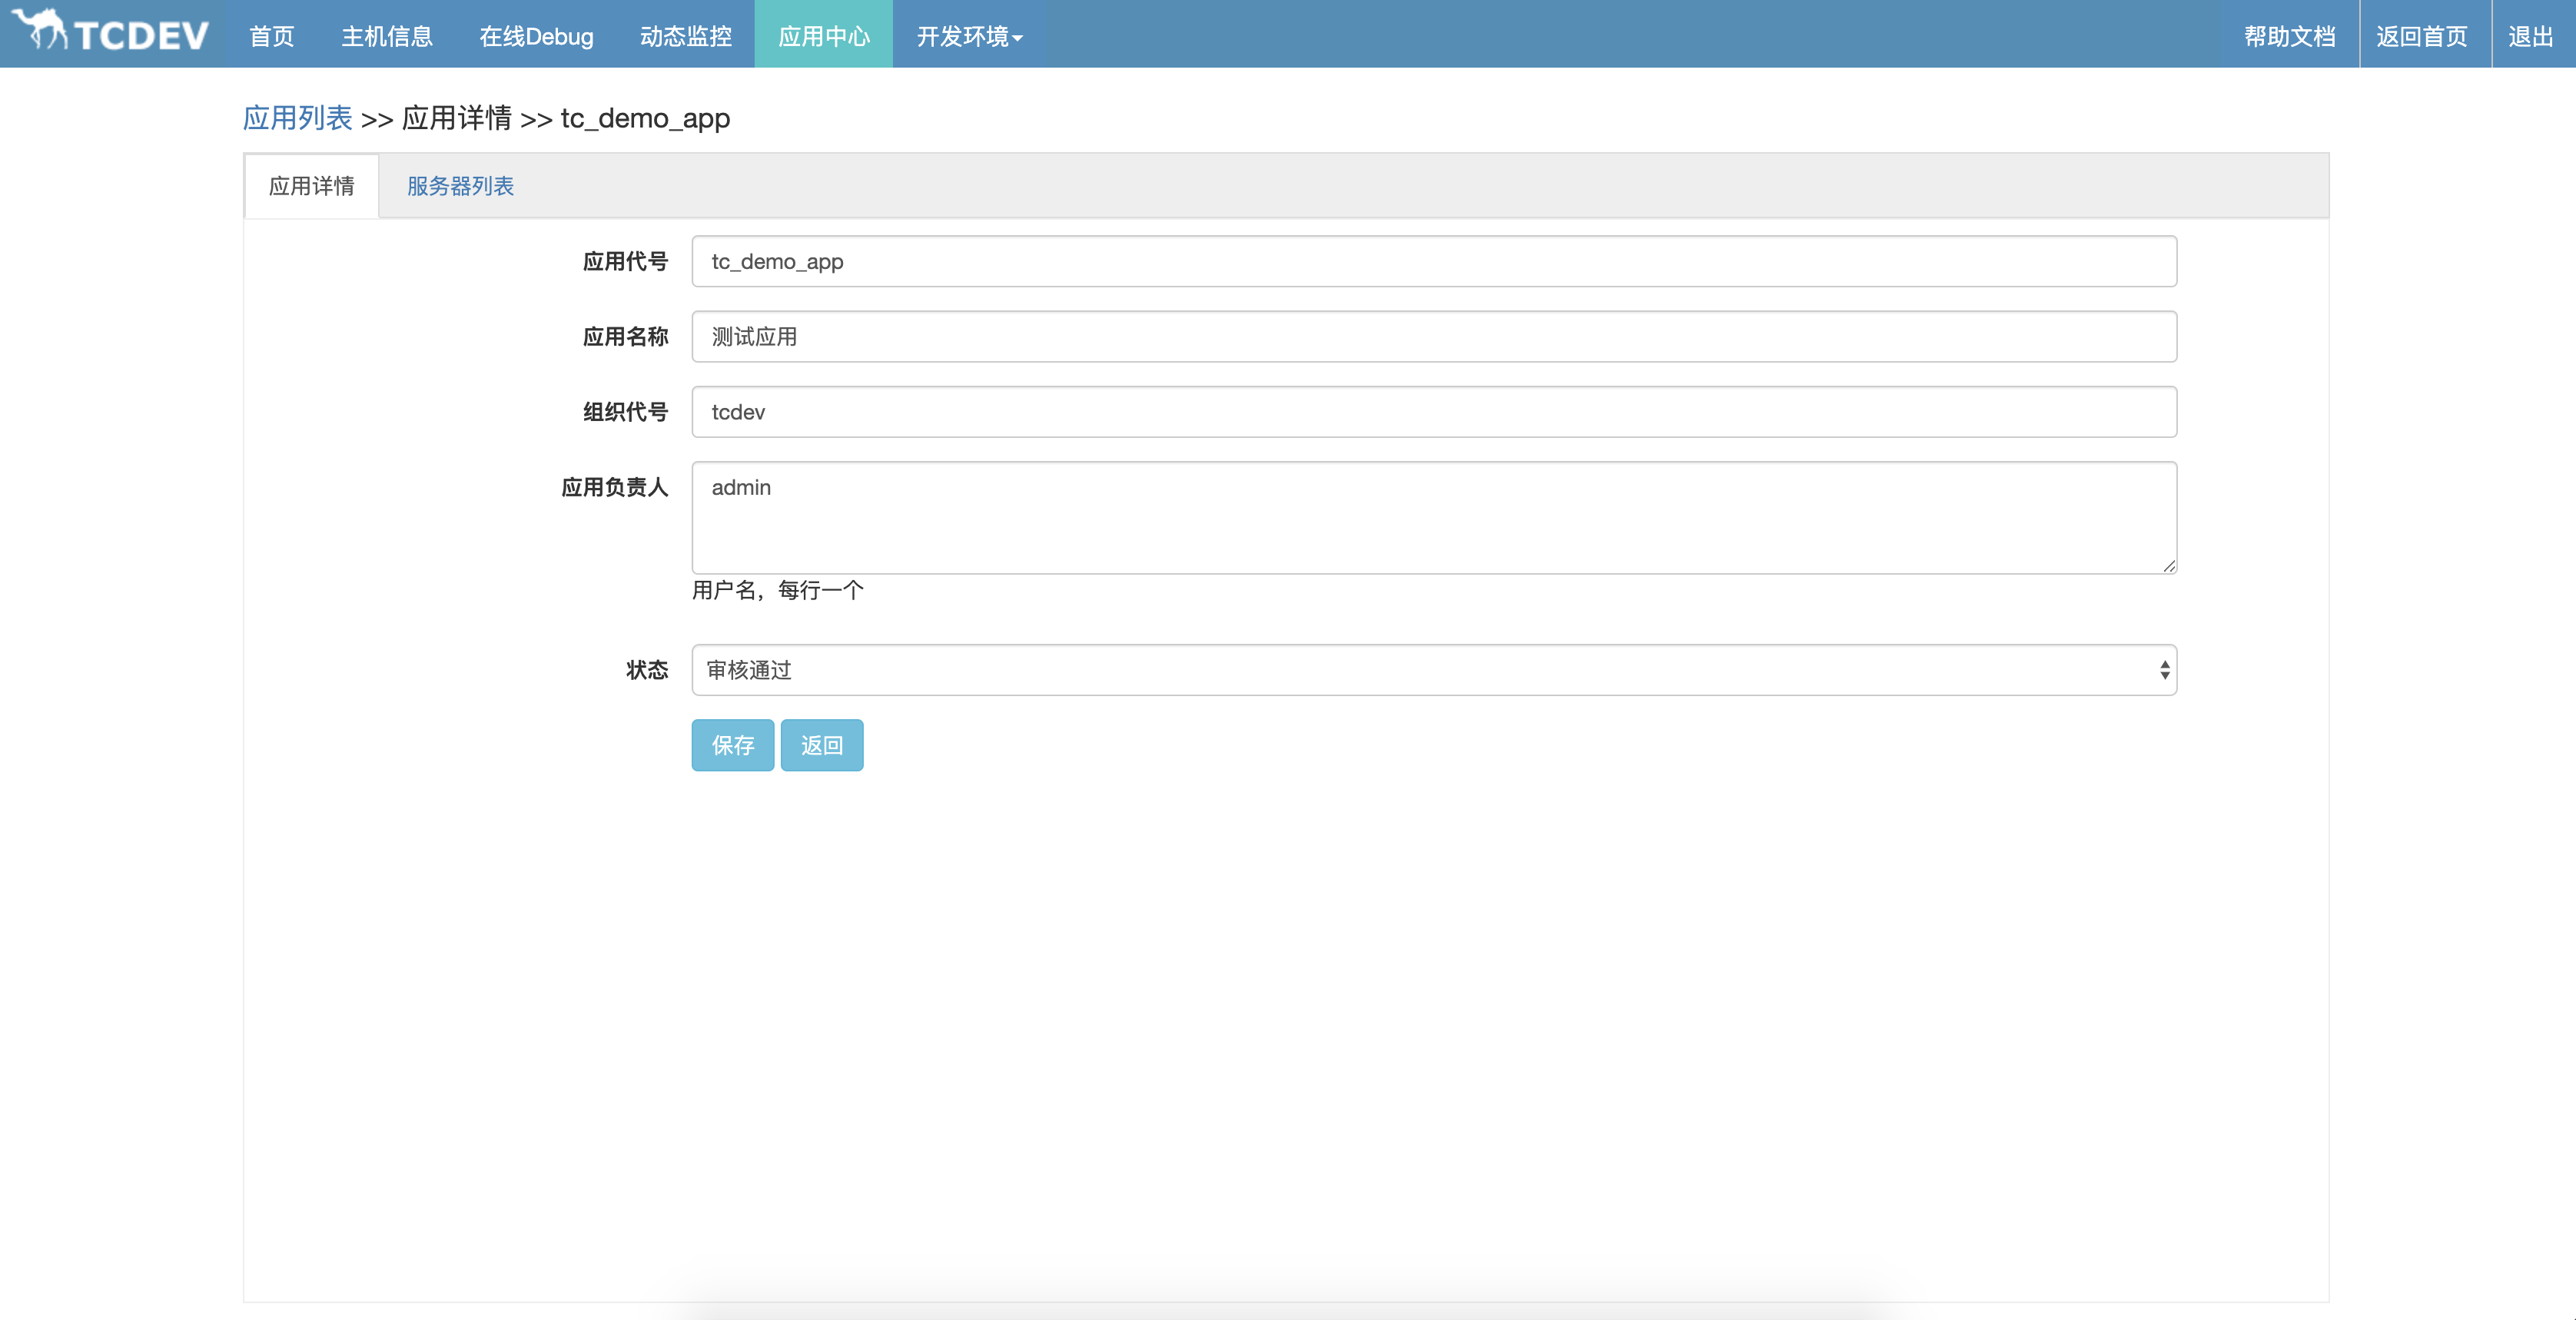 TCDEV 首页 主机信息 在线Debug 动态监控 应用中心 开发环境 帮助文档 返回首页 退出
应用列表 >> 应用详情 >> tc_demo_app
应用详情 服务器列表
应用代号 tc_demo_app
应用名称 测试应用
组织代号 tcdev
应用负责人 admin
用户名，每行一个
状态 审核通过
保存 返回